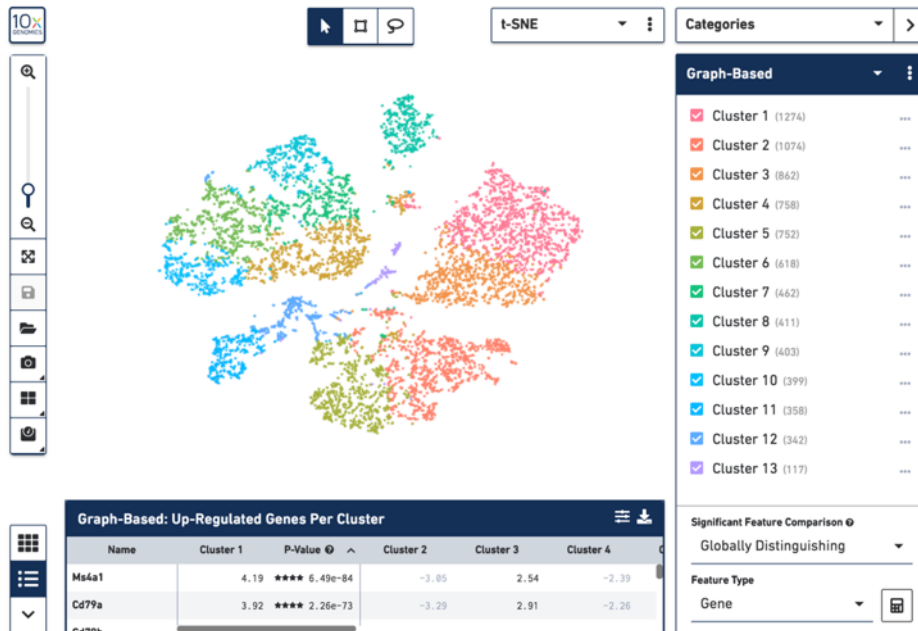 10x
GENOMICS
t-SNE
Categories
Graph-Based
Cluster 1 (1274)
Cluster 2 (1074)
Cluster 3 (862)
Cluster 4 (758)
Cluster 5 (752)
Cluster 6 (618)
Cluster 7 (462)
Cluster 8 (411)
Cluster 9 (403)
Cluster 10 (399)
Cluster 11 (358)
Cluster 12 (342)
Cluster 13 (117)
Significant Feature Comparison
Globally Distinguishing
Feature Type
Gene
Graph-Based: Up-Regulated Genes Per Cluster
Name Cluster 1 P-Value Cluster 2 Cluster 3 Cluster 4
Ms4a1 4.19 **** 6.49e-84 -3.05 2.54 -2.39
Cd79a 3.92 **** 2.26e-73 -3.29 2.91 -2.26